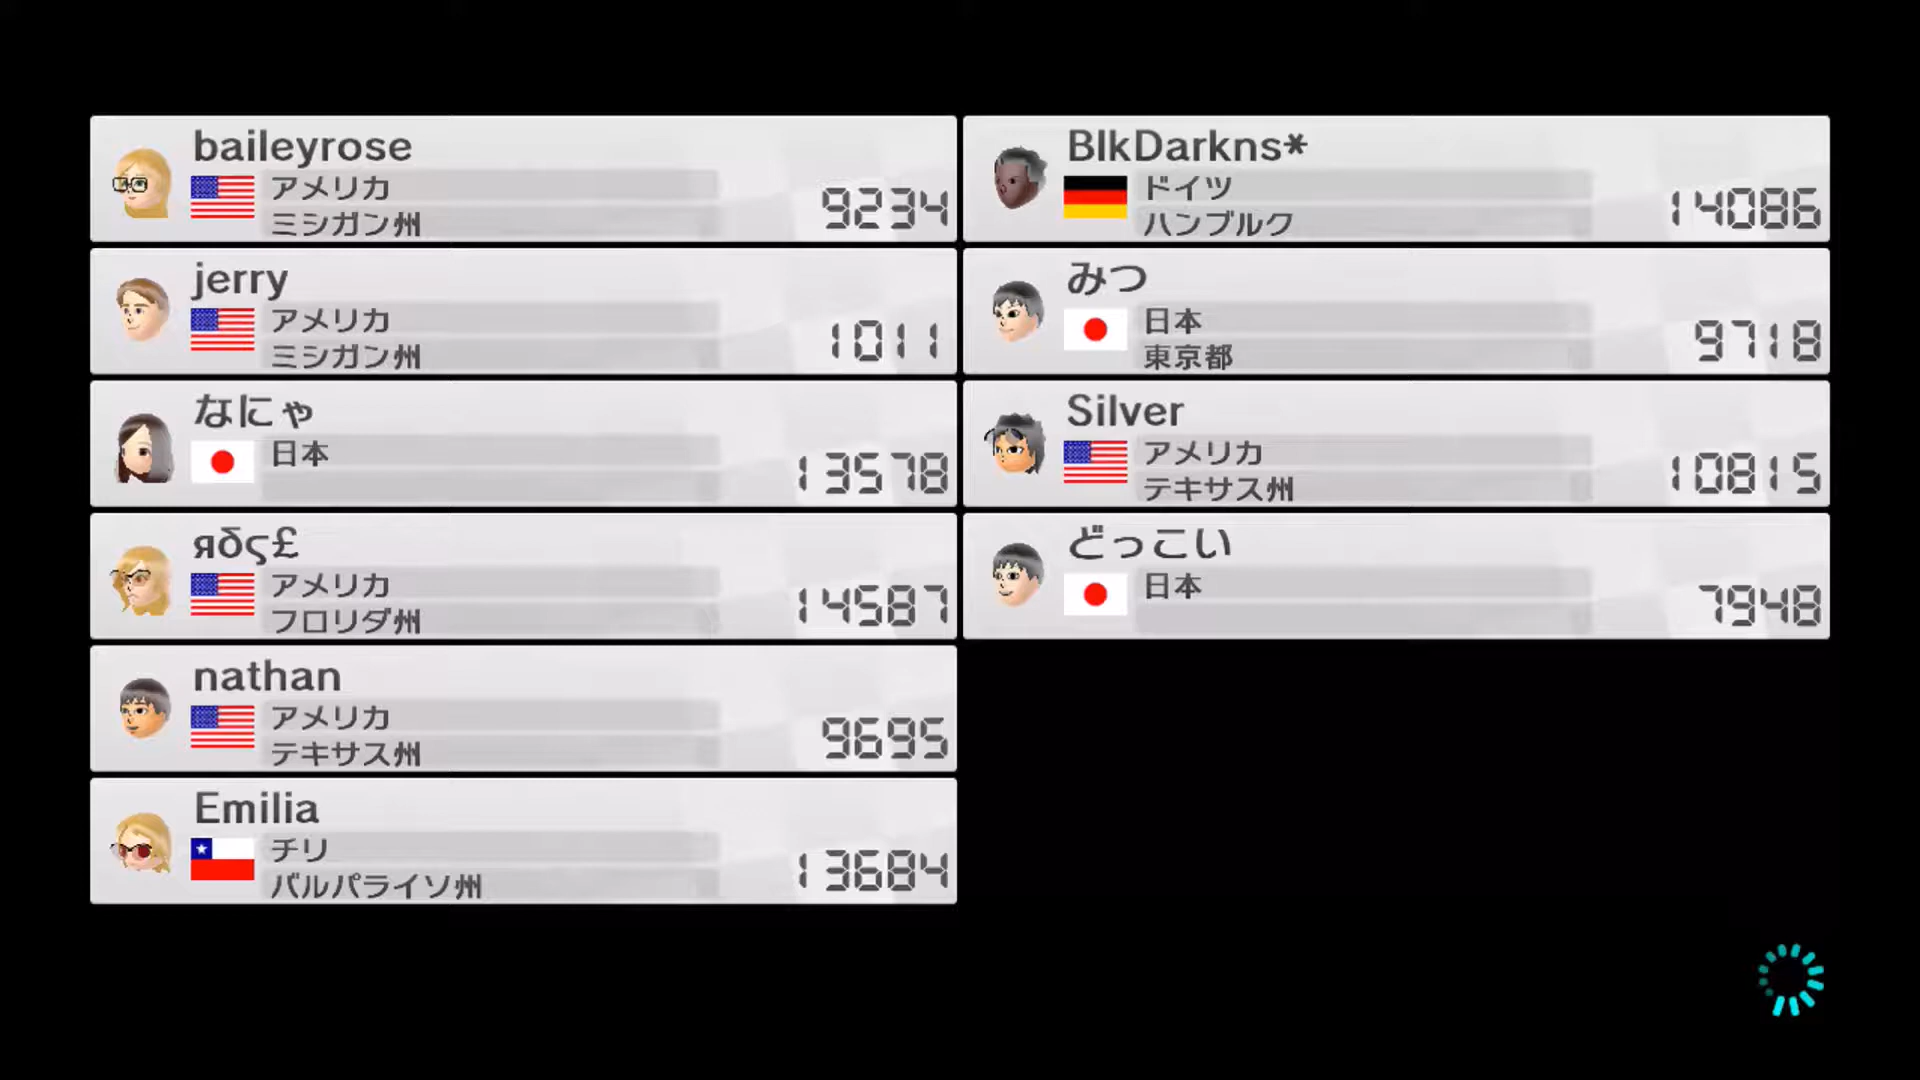 baileyrose
アメリカ
ミシガン州
9234
jerry
アメリカ
ミシガン州
1011
なにゃ
日本
13578
яδς£
アメリカ
フロリダ州
14587
nathan
アメリカ
テキサス州
9695
Emilia
チリ
バルパライソ州
13684
BlkDarkns*
ドイツ
ハンブルク
14086
みつ
日本
東京都
9718
Silver
アメリカ
テキサス州
10815
どっこい
日本
7948